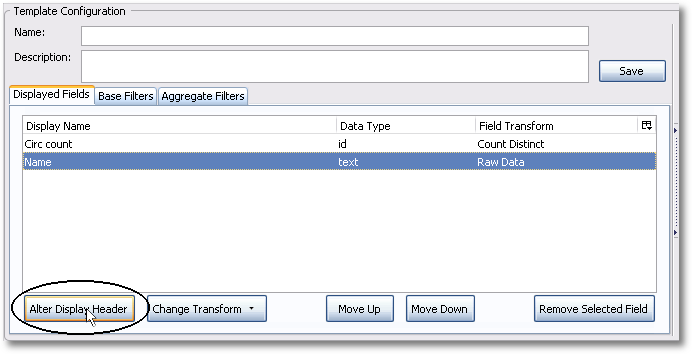 Template Configuration
Name:
Description:
Save
Displayed Fields Base Filters Aggregate Filters
Display Name Data Type Field Transform
Circ count id Count Distinct
Name text Raw Data
Alter Display Header Change Transform Move Up Move Down Remove Selected Field